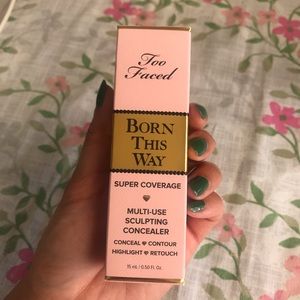 Too
Faced
BORN
THIS
WAY
SUPER COVERAGE
MULTI-USE
SCULPTING
CONCEALER
CONCEAL ♥ CONTOUR
HIGHLIGHT ♥ RETOUCH
15 mL / 0.50 Fl. Oz.